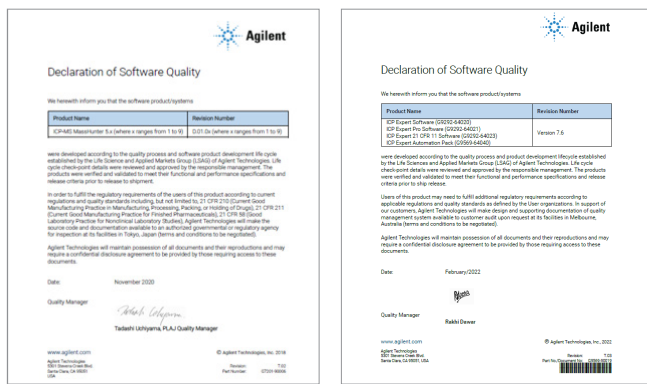 Agilent
Declaration of Software Quality
We herewith inform you that the software product/systems
Product Name Revision Number
ICP-MS MassHunter 5.x (where x ranges from 1 to 9) D.01.0x (where x ranges from 1 to 9)
were developed according to the quality process and software product development life cycle
established by the Life Science and Applied Markets Group (LSAG) of Agilent Technologies. Life
cycle check-point details were reviewed and approved by the responsible management. The
products were verified and validated to meet their functional and performance specifications and
release criteria prior to release to shipment.
In order to fulfill the regulatory requirements of the users of this product according to current
regulations and quality standards including, but not limited to, 21 CFR 210 (Current Good
Manufacturing Practice in Manufacturing, Processing, Packing, or Holding of Drugs), 21 CFR 211
(Current Good Manufacturing Practice for Finished Pharmaceuticals), 21 CFR 58 (Good
Laboratory Practice for Nonclinical Laboratory Studies), Agilent Technologies will make the
source code and documentation available to an authorized governmental or regulatory agency
for inspection at its facilities in Tokyo, Japan (terms and conditions to be negotiated).
Agilent Technologies will maintain possession of all documents and their reproductions and may
require a confidential disclosure agreement to be provided by those requiring access to these
documents.
Date: November 2020
Quality Manager
Tadashi Uchiyama, PLAJ Quality Manager
www.agilent.com © Agilent Technologies, Inc. 2016
Agilent Technologies
5301 Stevens Creek Blvd.
Santa Clara, CA 95051
USA
Revision: 7.02
Part Number:
Agilent
Declaration of Software Quality
We herewith inform you that the software product/systems
Product Name Revision Number
ICP Expert Software (G9292-64020)
ICP Expert Pro Software (G9292-64021)
ICP Expert 21 CFR 11 Software (G9292-64023)
ICP Expert Automation Pack (G9569-64040)
Version 7.6
were developed according to the quality process and product development lifecycle established
by the Life Sciences and Applied Markets Group (LSAG) of Agilent Technologies. Life cycle
check-point details were reviewed and approved by the responsible management. The products
were verified and validated to meet their functional and performance specifications and release
criteria prior to ship release.
Users of this product may need to fulfill additional regulatory requirements according to
applicable regulations and quality standards as defined by the User organizations. In support of
our customers, Agilent Technologies will make design and supporting documentation of quality
management system available to customer audit upon request at its facilities in Melbourne,
Australia (terms and conditions to be negotiated).
Agilent Technologies will maintain possession of all documents and their reproductions and may
require a confidential disclosure agreement to be provided by those requiring access to these
documents.
Date: February/2022
Quality Manager
Rakhi Dewar
www.agilent.com © Agilent Technologies, Inc., 2022
Agilent Technologies
5301 Stevens Creek Blvd.
Santa Clara, CA 95051, USA
Revision: 7.03
Part No./Document No.